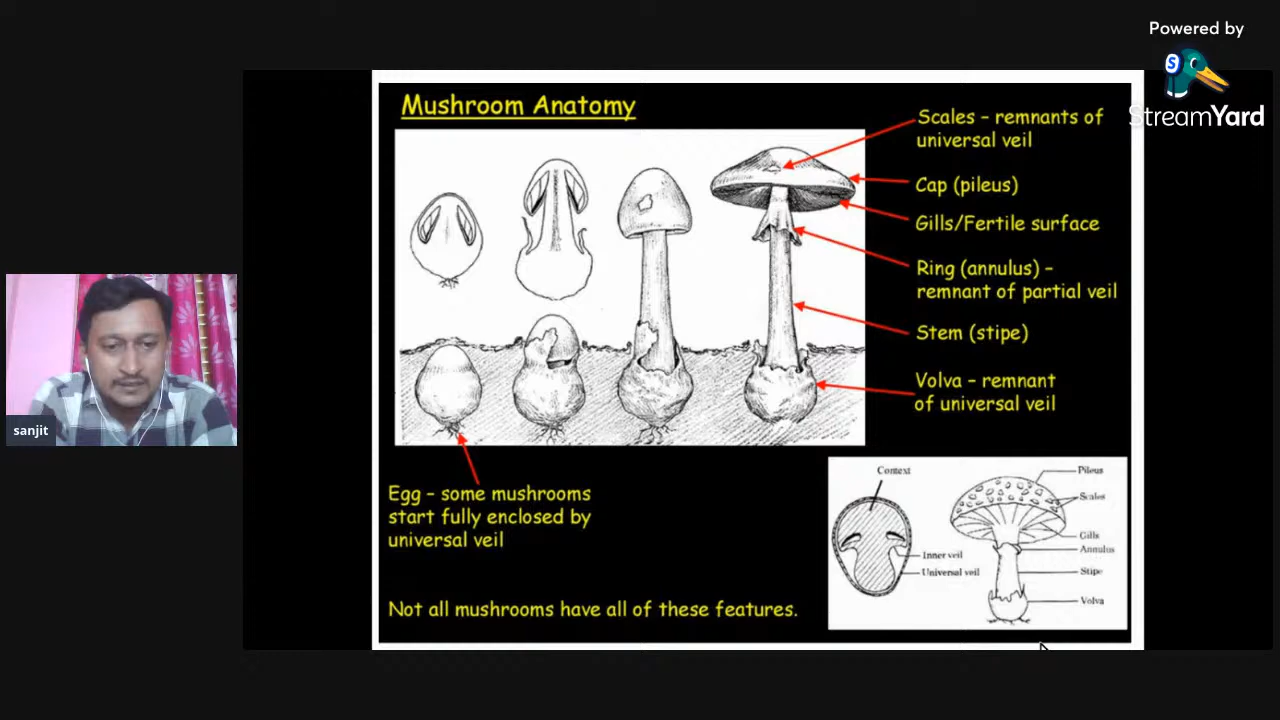 Powered by
S
StreamYard
sanjit
Mushroom Anatomy
Scales – remnants of
universal veil
Cap (pileus)
Gills/Fertile surface
Ring (annulus) –
remnant of partial veil
Stem (stipe)
Volva – remnant
of universal veil
Egg – some mushrooms
start fully enclosed by
universal veil
Not all mushrooms have all of these features.
Context
Inner veil
Universal veil
Pileus
Scales
Gills
Annulus
Stipe
Volva